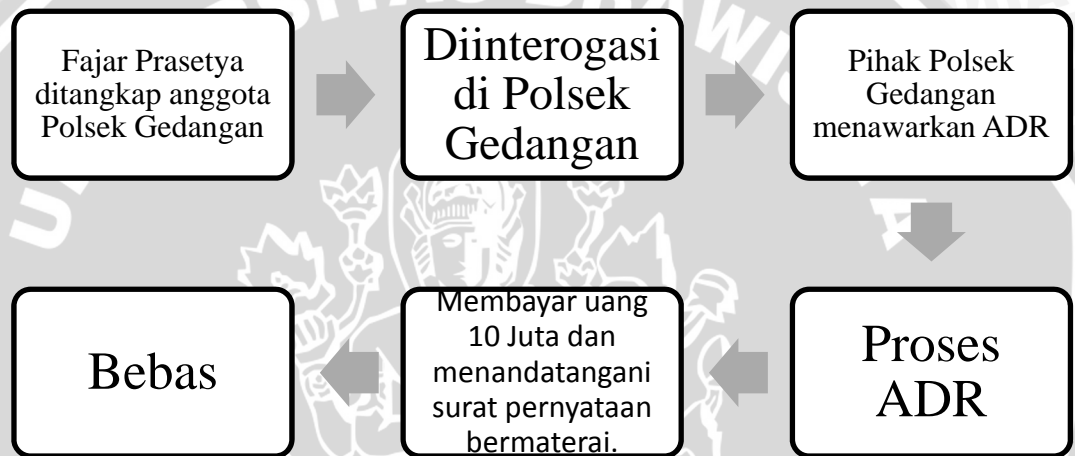 Fajar Prasetya
ditangkap anggota
Polsek Gedangan
Diinterogasi
di Polsek
Gedangan
Pihak Polsek
Gedangan
menawarkan ADR
Proses
ADR
Membayar uang
10 Juta dan
menandatangani
surat pernyataan
bermaterai.
Bebas